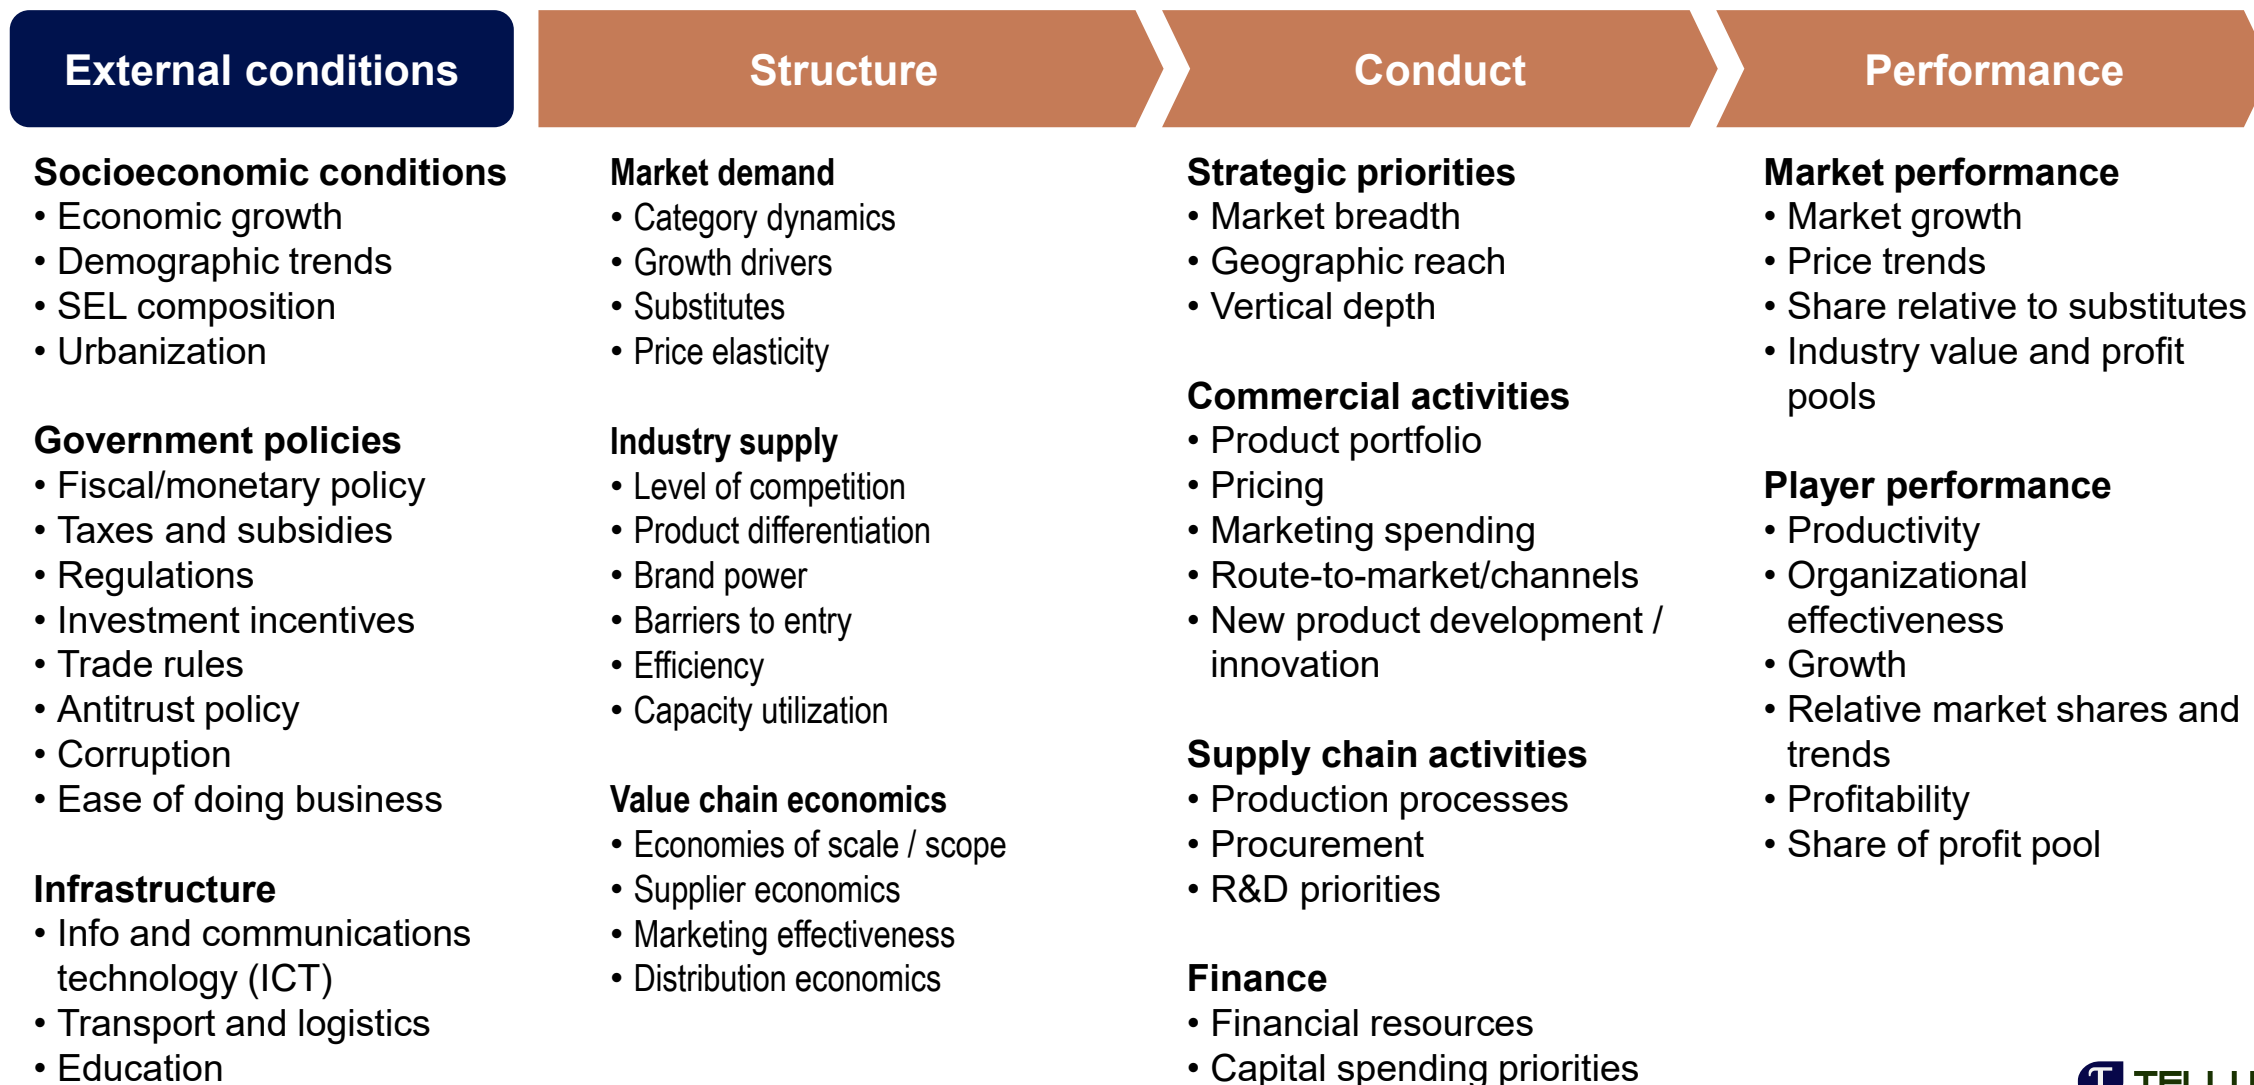 External conditions
Structure
Conduct
Performance
Socioeconomic conditions
• Economic growth
• Demographic trends
• SEL composition
• Urbanization
Government policies
• Fiscal/monetary policy
• Taxes and subsidies
• Regulations
• Investment incentives
• Trade rules
• Antitrust policy
• Corruption
• Ease of doing business
Infrastructure
• Info and communications
technology (ICT)
• Transport and logistics
• Education
Market demand
• Category dynamics
• Growth drivers
• Substitutes
• Price elasticity
Industry supply
• Level of competition
• Product differentiation
• Brand power
• Barriers to entry
• Efficiency
• Capacity utilization
Value chain economics
• Economies of scale / scope
• Supplier economics
• Marketing effectiveness
• Distribution economics
Strategic priorities
• Market breadth
• Geographic reach
• Vertical depth
Commercial activities
• Product portfolio
• Pricing
• Marketing spending
• Route-to-market/channels
• New product development /
innovation
Supply chain activities
• Production processes
• Procurement
• R&D priorities
Finance
• Financial resources
• Capital spending priorities
Market performance
• Market growth
• Price trends
• Share relative to substitutes
• Industry value and profit
pools
Player performance
• Productivity
• Organizational
effectiveness
• Growth
• Relative market shares and
trends
• Profitability
• Share of profit pool